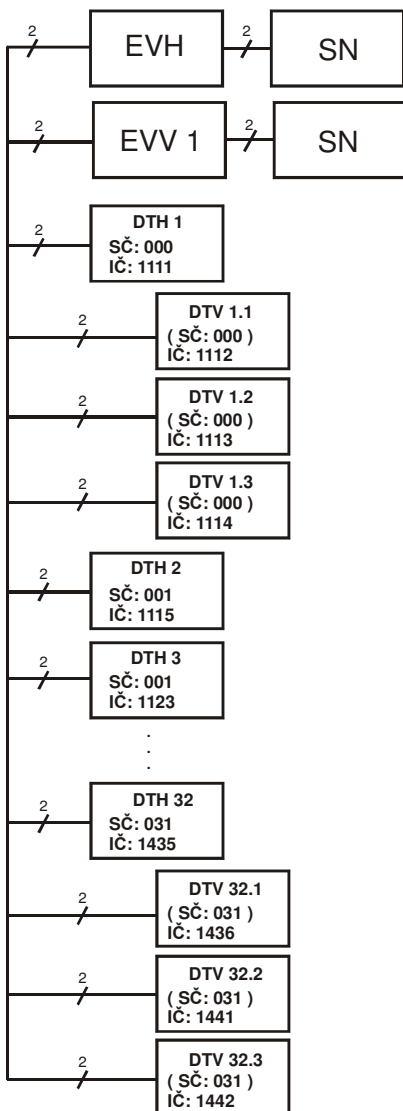 2
EVH
2
SN
2
EVV 1
2
SN
2
DTH 1
SČ: 000
IČ: 1111
2
DTV 1.1
( SČ: 000 )
IČ: 1112
2
DTV 1.2
( SČ: 000 )
IČ: 1113
2
DTV 1.3
( SČ: 000 )
IČ: 1114
2
DTH 2
SČ: 001
IČ: 1115
2
DTH 3
SČ: 001
IČ: 1123
.
.
.
2
DTH 32
SČ: 031
IČ: 1435
2
DTV 32.1
( SČ: 031 )
IČ: 1436
2
DTV 32.2
( SČ: 031 )
IČ: 1441
2
DTV 32.3
( SČ: 031 )
IČ: 1442